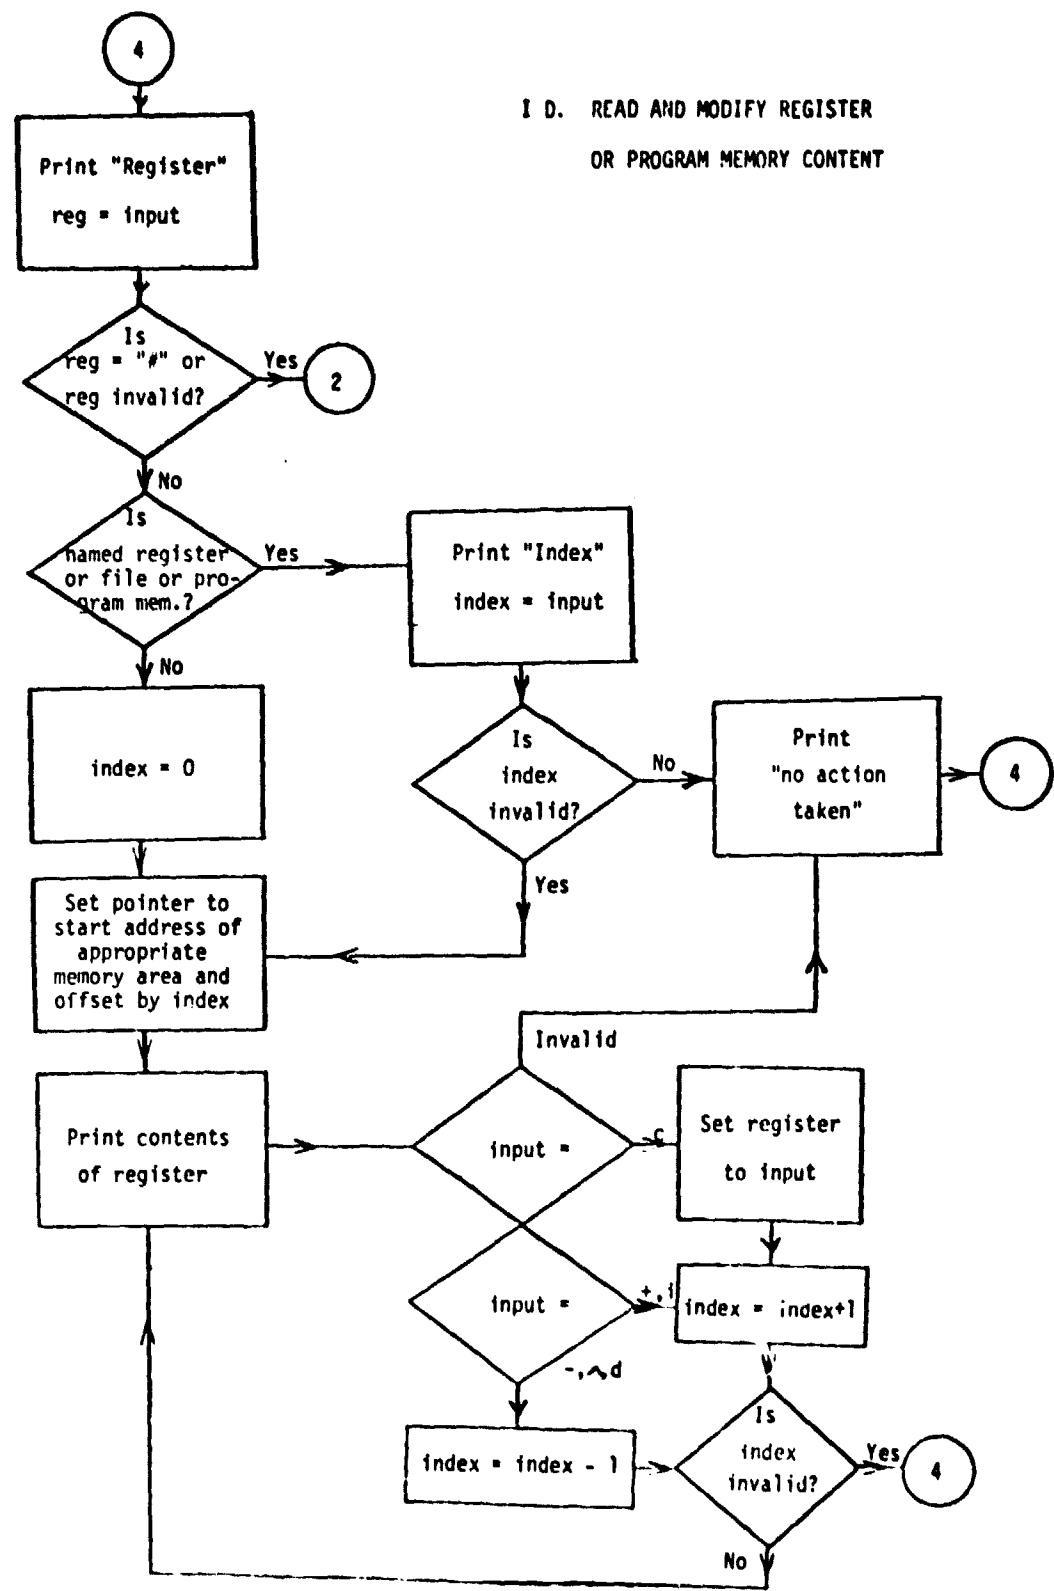 4
I D. READ AND MODIFY REGISTER
OR PROGRAM MEMORY CONTENT
Print "Register"
reg = input
Is
reg = "#" or
reg invalid?
Yes
2
No
Is
named register
or file or pro-
gram mem.?
Yes
Print "Index"
index = input
No
index = 0
Is
index
invalid?
No
Print
"no action
taken"
4
Yes
Set pointer to
start address of
appropriate
memory area and
offset by index
Invalid
Print contents
of register
input =
c
Set register
to input
input =
+,i
index = index+1
-,^,d
index = index - 1
Is
index
invalid?
Yes
4
No